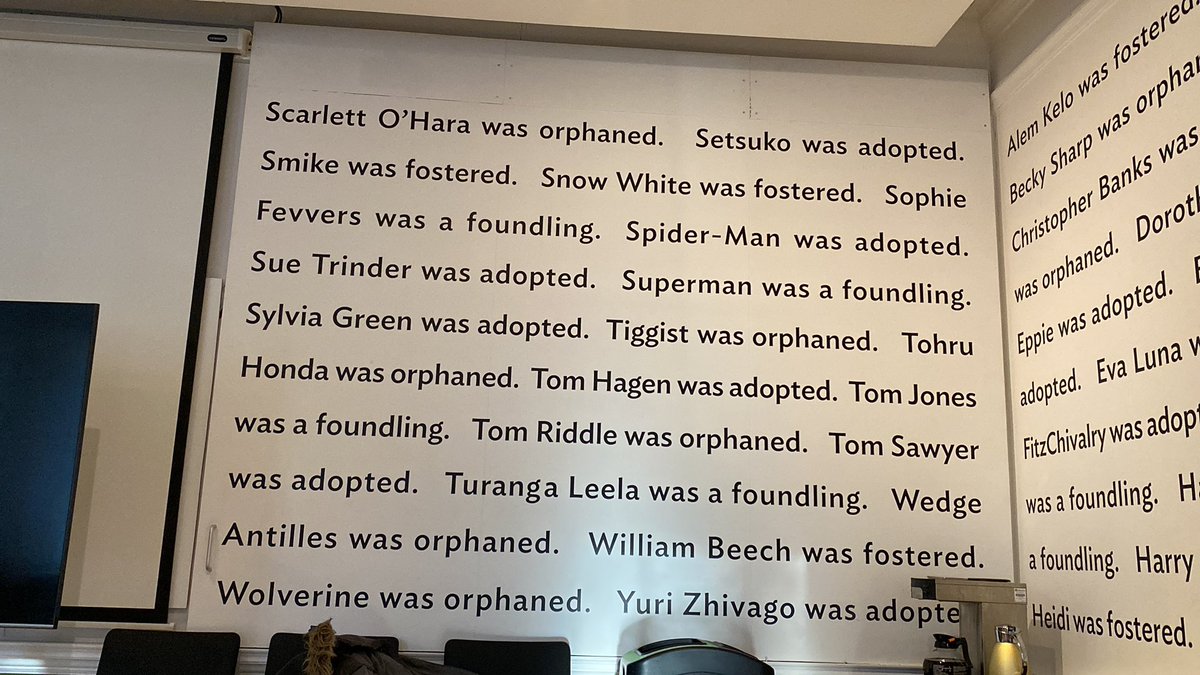 Scarlett O’Hara was orphaned. Setsuko was adopted.
Smike was fostered. Snow White was fostered. Sophie
Fevvers was a foundling. Spider-Man was adopted.
Sue Trinder was adopted. Superman was a foundling.
Sylvia Green was adopted. Tiggist was orphaned. Tohru
Honda was orphaned. Tom Hagen was adopted. Tom Jones
was a foundling. Tom Riddle was orphaned. Tom Sawyer
was adopted. Turanga Leela was a foundling. Wedge
Antilles was orphaned. William Beech was fostered.
Wolverine was orphaned. Yuri Zhivago was adopte
Alem Kelo was fostered.
Becky Sharp was orphan
Christopher Banks was
was orphaned. Doroth
Eppie was adopted.
adopted. Eva Luna w
FitzChivalry was adopt
was a foundling. Ha
a foundling. Harry
Heidi was fostered.